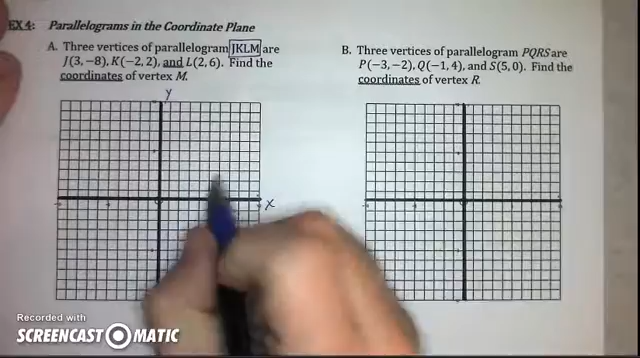 EX 4: Parallelograms in the Coordinate Plane
A. Three vertices of parallelogram JKLM are
J(3, −8), K(−2, 2), and L(2, 6). Find the
coordinates of vertex M.
B. Three vertices of parallelogram PQRS are
P(−3, −2), Q(−1, 4), and S(5, 0). Find the
coordinates of vertex R.
y
x
Recorded with
SCREENCAST-O-MATIC